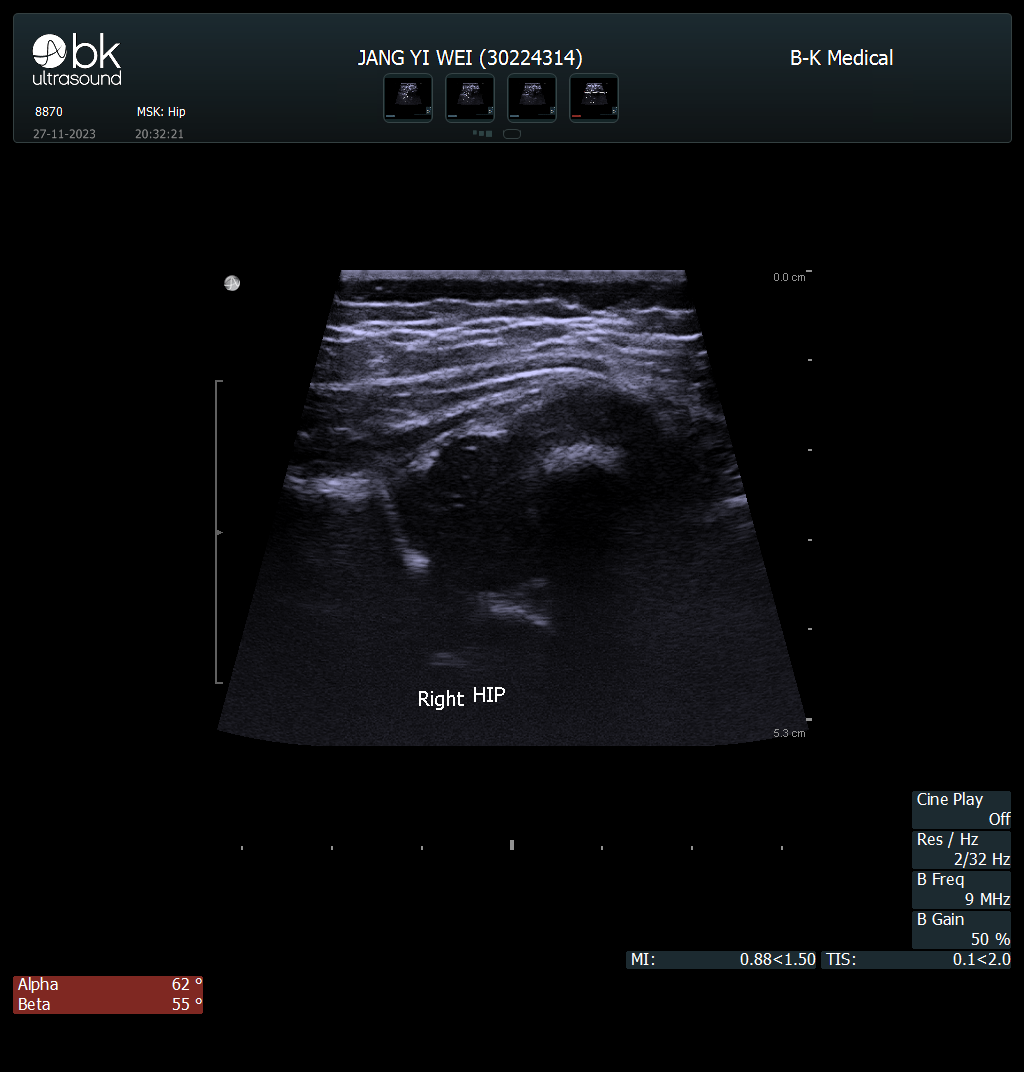 bk
ultrasound
JANG YI WEI (30224314)
B-K Medical
8870
MSK: Hip
27-11-2023
20:32:21
0.0 cm
5.3 cm
Right HIP
Cine Play
Off
Res / Hz
2/32 Hz
B Freq
9 MHz
B Gain
50 %
MI: 0.88<1.50
TIS: 0.1<2.0
Alpha 62 º
Beta 55 º